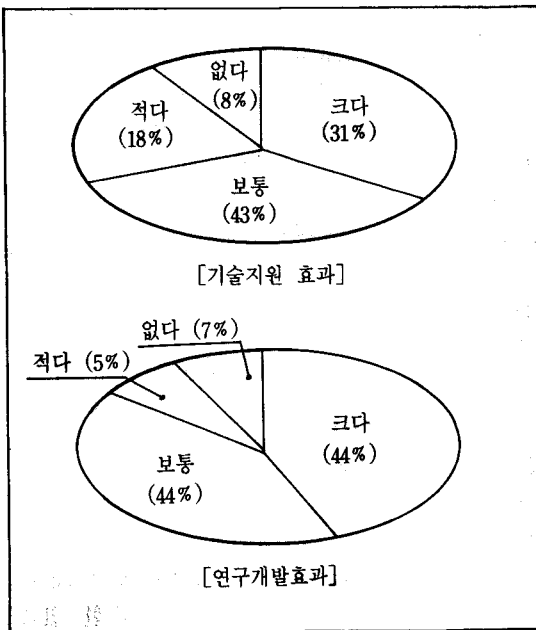 없다
(8%)
크다
(31%)
적다
(18%)
보통
(43%)
[기술지원 효과]
없다 (7%)
적다 (5%)
크다
(44%)
보통
(44%)
[연구개발효과]